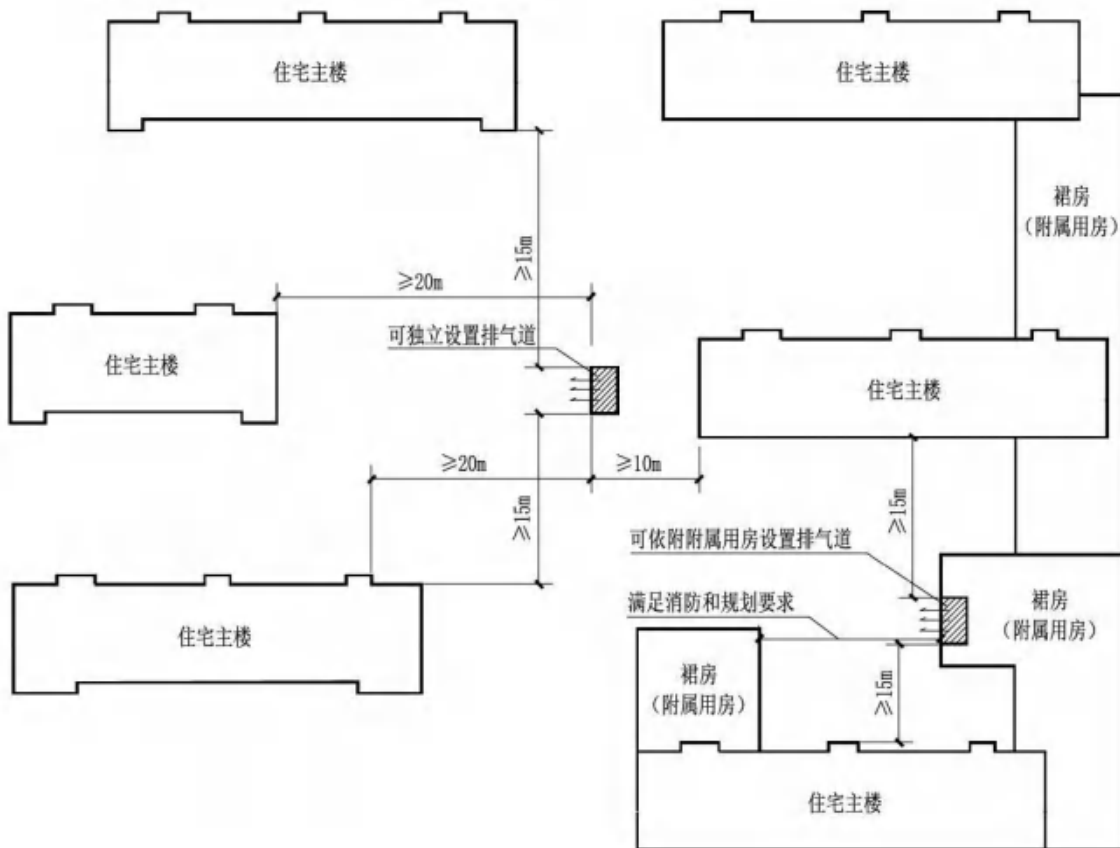 住宅主楼
住宅主楼
裙房
（附属用房）
≥15m
≥20m
可独立设置排气道
住宅主楼
住宅主楼
≥20m
≥10m
≥15m
≥15m
可依附附属用房设置排气道
满足消防和规划要求
裙房
（附属用房）
住宅主楼
裙房
（附属用房）
≥15m
住宅主楼